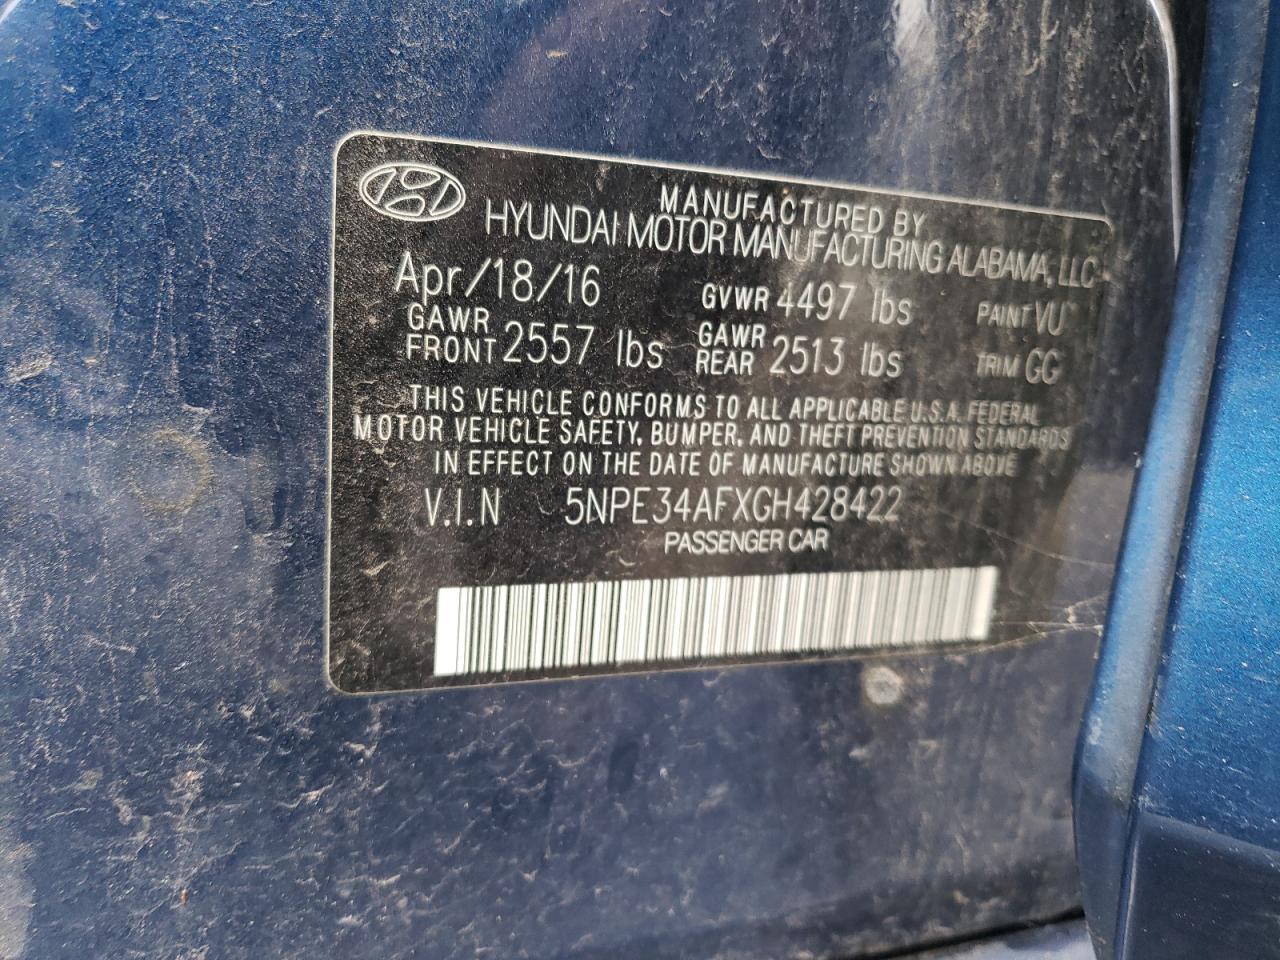 MANUFACTURED BY
HYUNDAI MOTOR MANUFACTURING ALABAMA, LLC
Apr/18/16 GVWR 4497 lbs PAINT VU
GAWR FRONT 2557 lbs GAWR REAR 2513 lbs TRIM GG
THIS VEHICLE CONFORMS TO ALL APPLICABLE U.S.A. FEDERAL
MOTOR VEHICLE SAFETY, BUMPER, AND THEFT PREVENTION STANDARDS
IN EFFECT ON THE DATE OF MANUFACTURE SHOWN ABOVE
V.I.N 5NPE34AFXGH428422
PASSENGER CAR